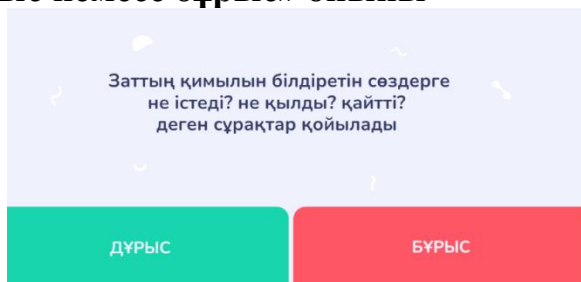 Заттың қимылын білдіретін сөздерге
не істеді? не қылды? қайтті?
деген сұрақтар қойылады
ДҰРЫС
БҰРЫС